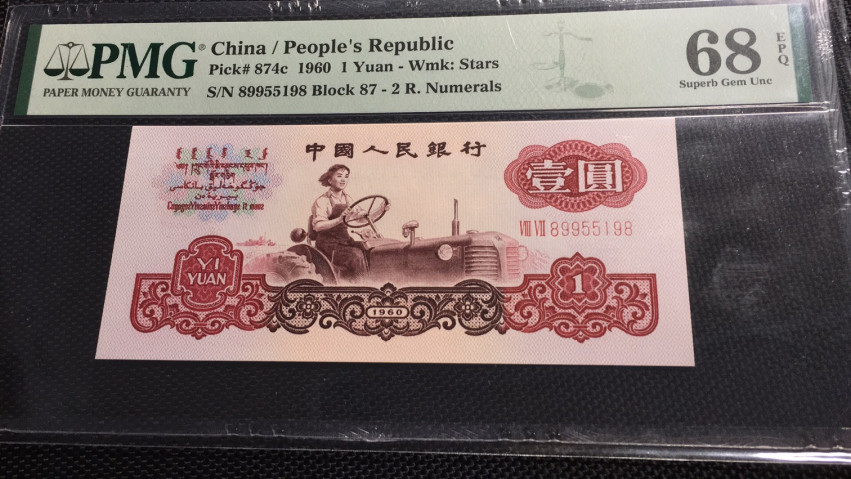 PMG® China / People's Republic
Pick# 874c 1960 1 Yuan - Wmk: Stars
PAPER MONEY GUARANTY
S/N 89955198 Block 87 - 2 R. Numerals
68
EPQ
Superb Gem Unc
中國人民銀行
壹圓
VIII VII 89955198
YI
YUAN
1
1960